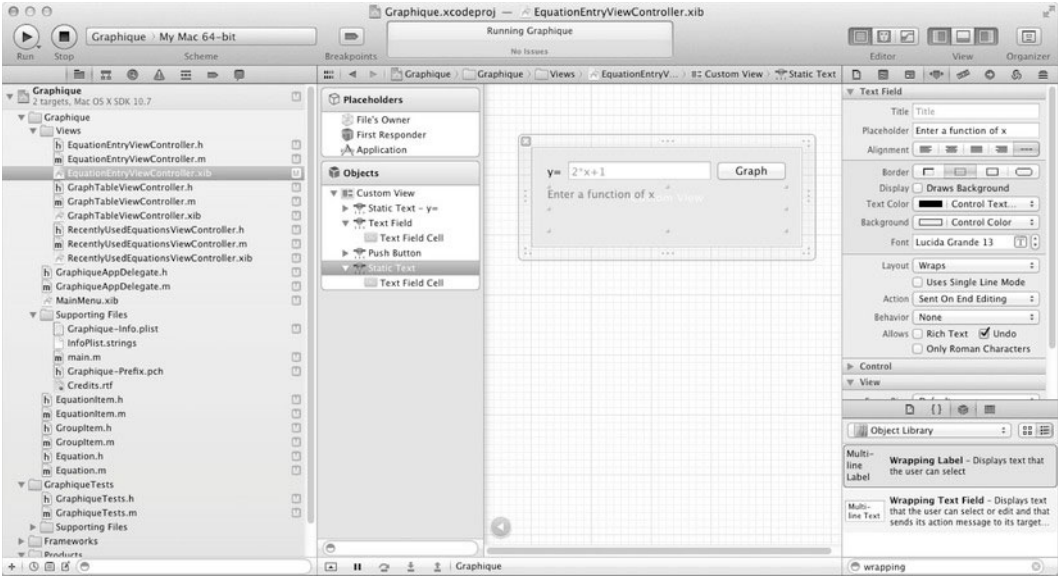 Graphique.xcodeproj — EquationEntryViewController.xib
Run
Stop
Graphique
My Mac 64-bit
Scheme
Breakpoints
Running Graphique
No Issues
Editor
View
Organizer
Graphique
Graphique
Views
EquationEntryV...
Custom View
Static Text
Graphique
2 targets, Mac OS X SDK 10.7
Graphique
Views
EquationEntryViewController.h
EquationEntryViewController.m
EquationEntryViewController.xib
GraphTableViewController.h
GraphTableViewController.m
GraphTableViewController.xib
RecentlyUsedEquationsViewController.h
RecentlyUsedEquationsViewController.m
RecentlyUsedEquationsViewController.xib
GraphiqueAppDelegate.h
GraphiqueAppDelegate.m
MainMenu.xib
Supporting Files
Graphique-Info.plist
InfoPlist.strings
main.m
Graphique-Prefix.pch
Credits.rtf
EquationItem.h
EquationItem.m
GroupItem.h
GroupItem.m
Equation.h
Equation.m
GraphiqueTests
GraphiqueTests.h
GraphiqueTests.m
Supporting Files
Frameworks
Products
Placeholders
File's Owner
First Responder
Application
Objects
Custom View
Static Text - y=
Text Field
Text Field Cell
Push Button
Static Text
Text Field Cell
y=
2*x+1
Graph
Enter a function of x
Graphique
Text Field
Title Title
Placeholder Enter a function of x
Alignment
Border
Display Draws Background
Text Color Control Text...
Background Control Color
Font Lucida Grande 13
Layout Wraps
Uses Single Line Mode
Action Sent On End Editing
Behavior None
Allows Rich Text Undo
Only Roman Characters
Control
View
Object Library
Multi-
line
Label
Wrapping Label - Displays text that
the user can select
Multi-
line Text
Wrapping Text Field - Displays text
that the user can select or edit and that
sends its action message to its target...
wrapping